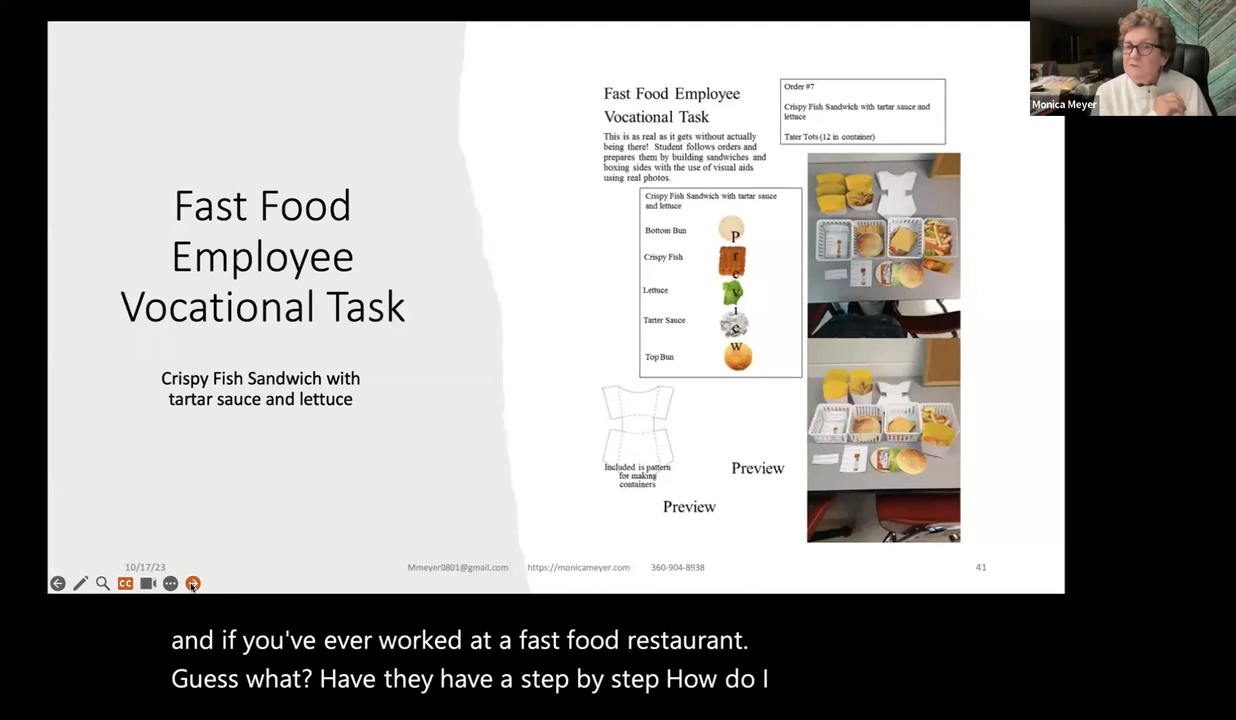 Fast Food
Employee
Vocational Task
Crispy Fish Sandwich with
tartar sauce and lettuce
Fast Food Employee
Vocational Task
This is as real as it gets without actually
being there! Student follows orders and
prepares them by building sandwiches and
boxing sides with the use of visual aids
using real photos.
Order #7
Crispy Fish Sandwich with tartar sauce and
lettuce
Tater Tots (12 in container)
Crispy Fish Sandwich with tartar sauce
and lettuce
Bottom Bun
Crispy Fish
Lettuce
Tarter Sauce
Top Bun
P
r
e
v
i
e
w
Included is pattern
for making
containers
Preview
Preview
10/17/23
Mmeyer0801@gmail.com https://monicameyer.com 360-904-8938
41
CC
Monica Meyer
and if you've ever worked at a fast food restaurant.
Guess what? Have they have a step by step How do I